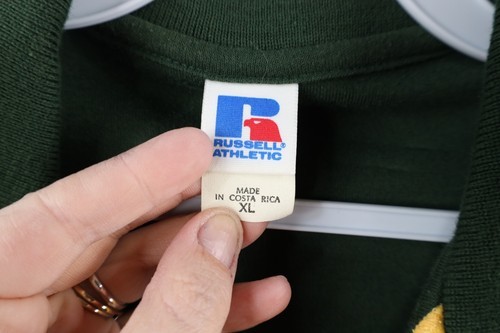 RUSSELL®
ATHLETIC
MADE
IN COSTA RICA
XL